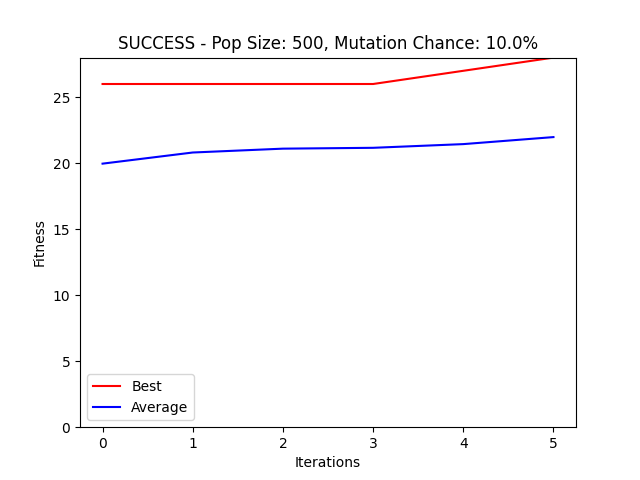 SUCCESS - Pop Size: 500, Mutation Chance: 10.0%
25
20
15
10
5
0
Fitness
Best
Average
0 1 2 3 4 5
Iterations